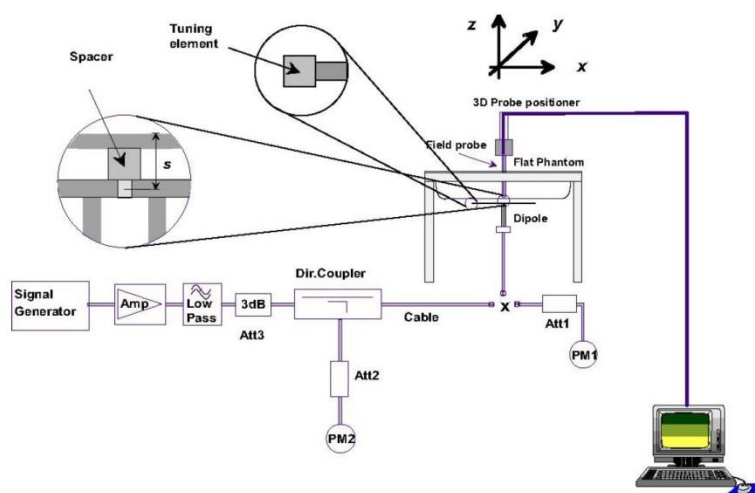 Tuning
element
Spacer
s
z
y
x
3D Probe positioner
Field probe
Flat Phantom
Dipole
Signal
Generator
Amp
Low
Pass
3dB
Att3
Dir.Coupler
Cable
x
Att1
PM1
Att2
PM2